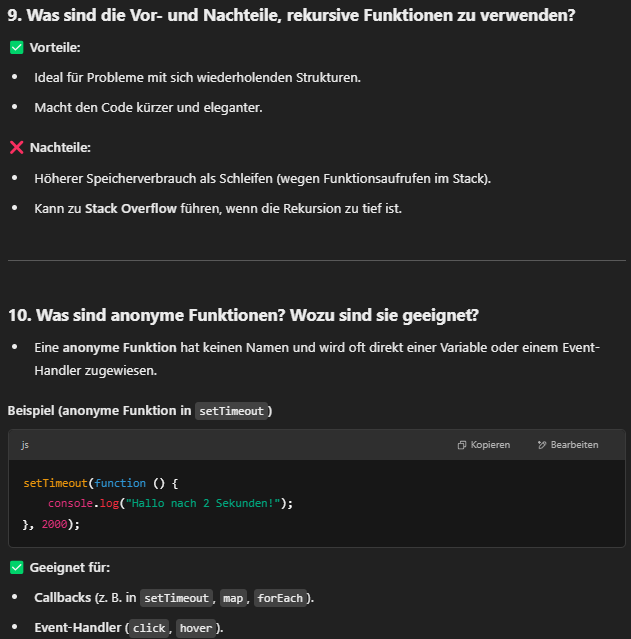 9. Was sind die Vor- und Nachteile, rekursive Funktionen zu verwenden?
✅ Vorteile:
• Ideal für Probleme mit sich wiederholenden Strukturen.
• Macht den Code kürzer und eleganter.
❌ Nachteile:
• Höherer Speicherverbrauch als Schleifen (wegen Funktionsaufrufen im Stack).
• Kann zu Stack Overflow führen, wenn die Rekursion zu tief ist.
10. Was sind anonyme Funktionen? Wozu sind sie geeignet?
• Eine anonyme Funktion hat keinen Namen und wird oft direkt einer Variable oder einem Event-
Handler zugewiesen.
Beispiel (anonyme Funktion in setTimeout)
js Kopieren Bearbeiten
setTimeout(function () {
    console.log("Hallo nach 2 Sekunden!");
}, 2000);
✅ Geeignet für:
• Callbacks (z. B. in setTimeout, map, forEach).
• Event-Handler (click, hover).